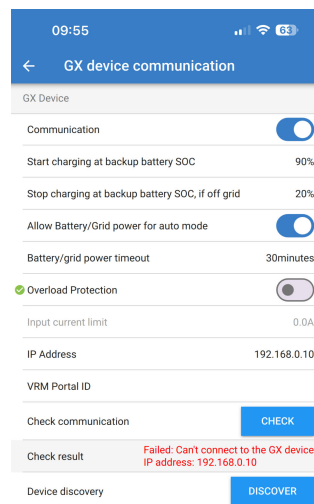 09:55
63
GX device communication
GX Device
Communication
Start charging at backup battery SOC 90%
Stop charging at backup battery SOC, if off grid 20%
Allow Battery/Grid power for auto mode
Battery/grid power timeout 30minutes
Overload Protection
Input current limit 0.0A
IP Address 192.168.0.10
VRM Portal ID
Check communication CHECK
Check result Failed: Can't connect to the GX device
IP address: 192.168.0.10
Device discovery DISCOVER